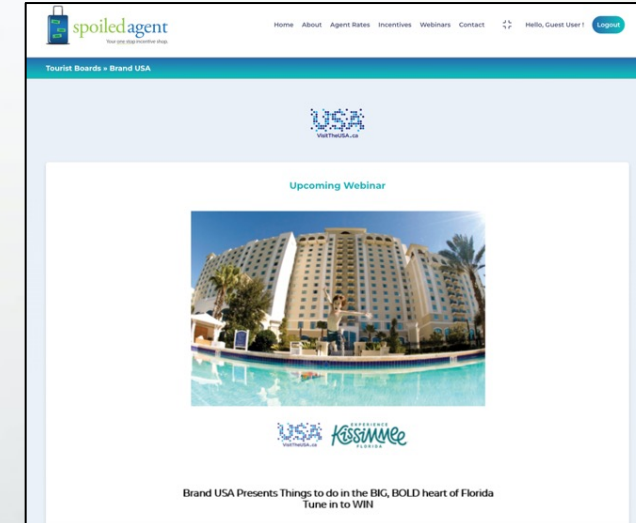 spoiledagent
Your one stop incentive shop.
Home About Agent Rates Incentives Webinars Contact Hello, Guest User ! Logout
Tourist Boards » Brand USA
USA
VisitTheUSA.ca
Upcoming Webinar
USA
VisitTheUSA.ca
EXPERIENCE
Kissimmee
FLORIDA
Brand USA Presents Things to do in the BIG, BOLD heart of Florida
Tune in to WIN